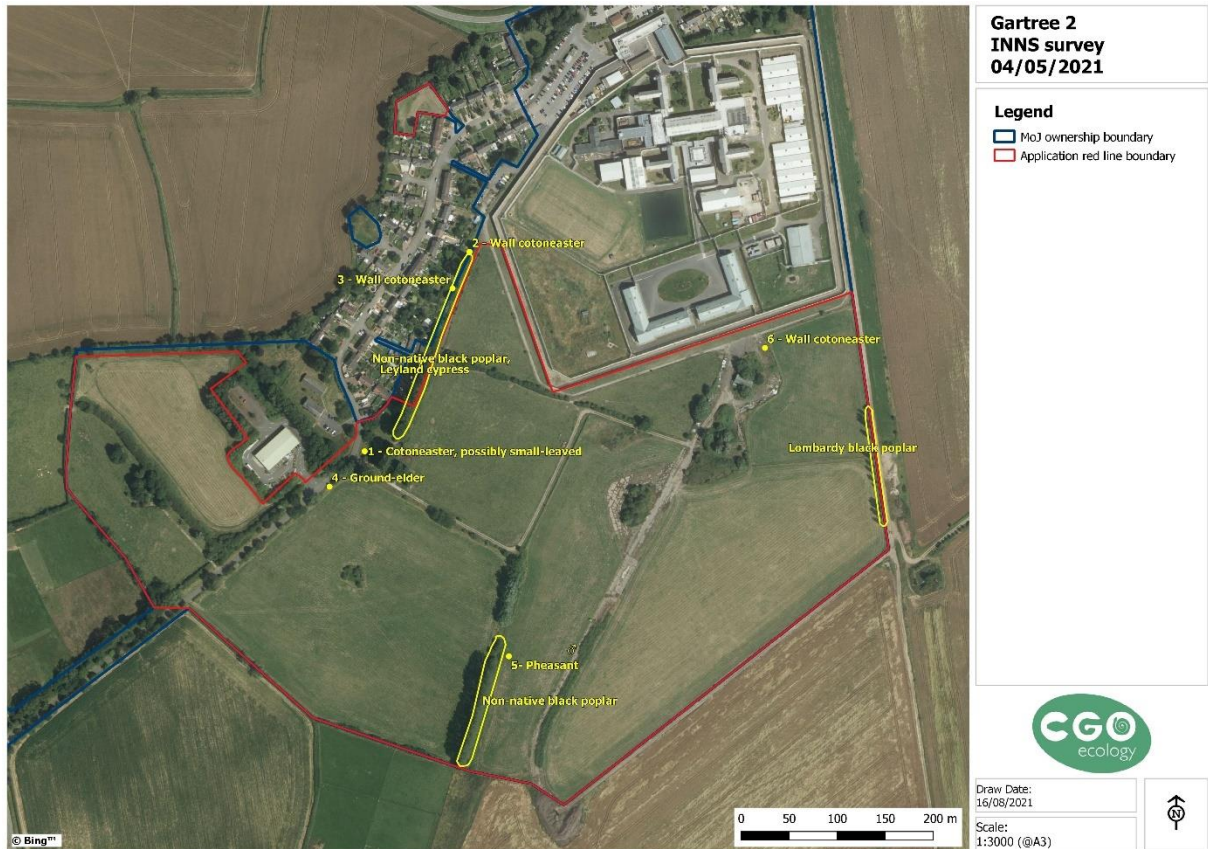 Gartree 2
INNS survey
04/05/2021
Legend
MoJ ownership boundary
Application red line boundary
2 - Wall cotoneaster
3 - Wall cotoneaster
6 - Wall cotoneaster
Non-native black poplar,
Leyland cypress
Lombardy black poplar
1 - Cotoneaster, possibly small-leaved
4 - Ground-elder
5- Pheasant
Non-native black poplar
CGO
ecology
Draw Date:
16/08/2021
Scale:
1:3000 (@A3)
N
0 50 100 150 200 m
© Bing™